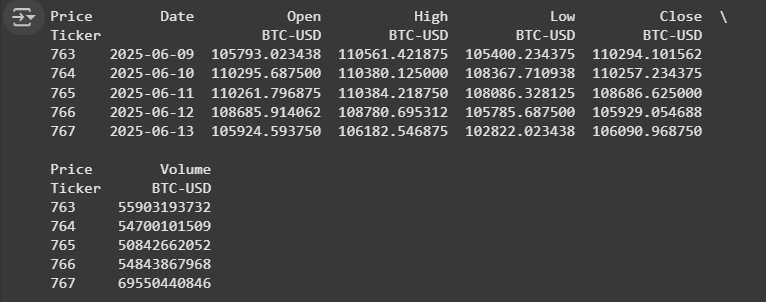 Price Date Open High Low Close \
Ticker BTC-USD BTC-USD BTC-USD BTC-USD
763 2025-06-09 105793.023438 110561.421875 105400.234375 110294.101562
764 2025-06-10 110295.687500 110380.125000 108367.710938 110257.234375
765 2025-06-11 110261.796875 110384.218750 108086.328125 108686.625000
766 2025-06-12 108685.914062 108780.695312 105785.687500 105929.054688
767 2025-06-13 105924.593750 106182.546875 102822.023438 106090.968750
Price Volume
Ticker BTC-USD
763 55903193732
764 54700101509
765 50842662052
766 54843867968
767 69550440846